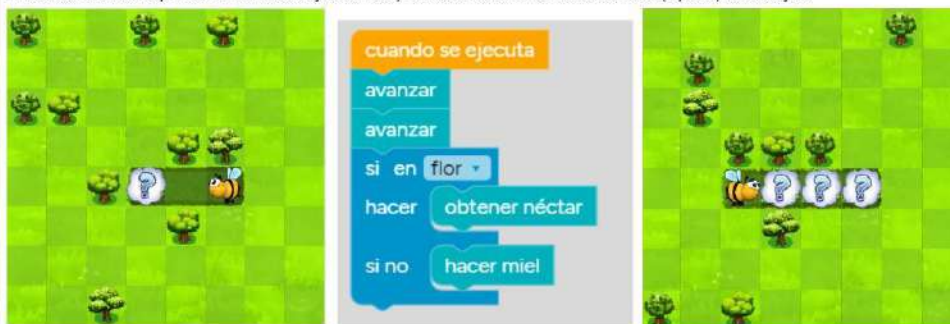 cuando se ejecuta
avanzar
avanzar
si en flor
hacer obtener néctar
si no hacer miel
?
? ? ?